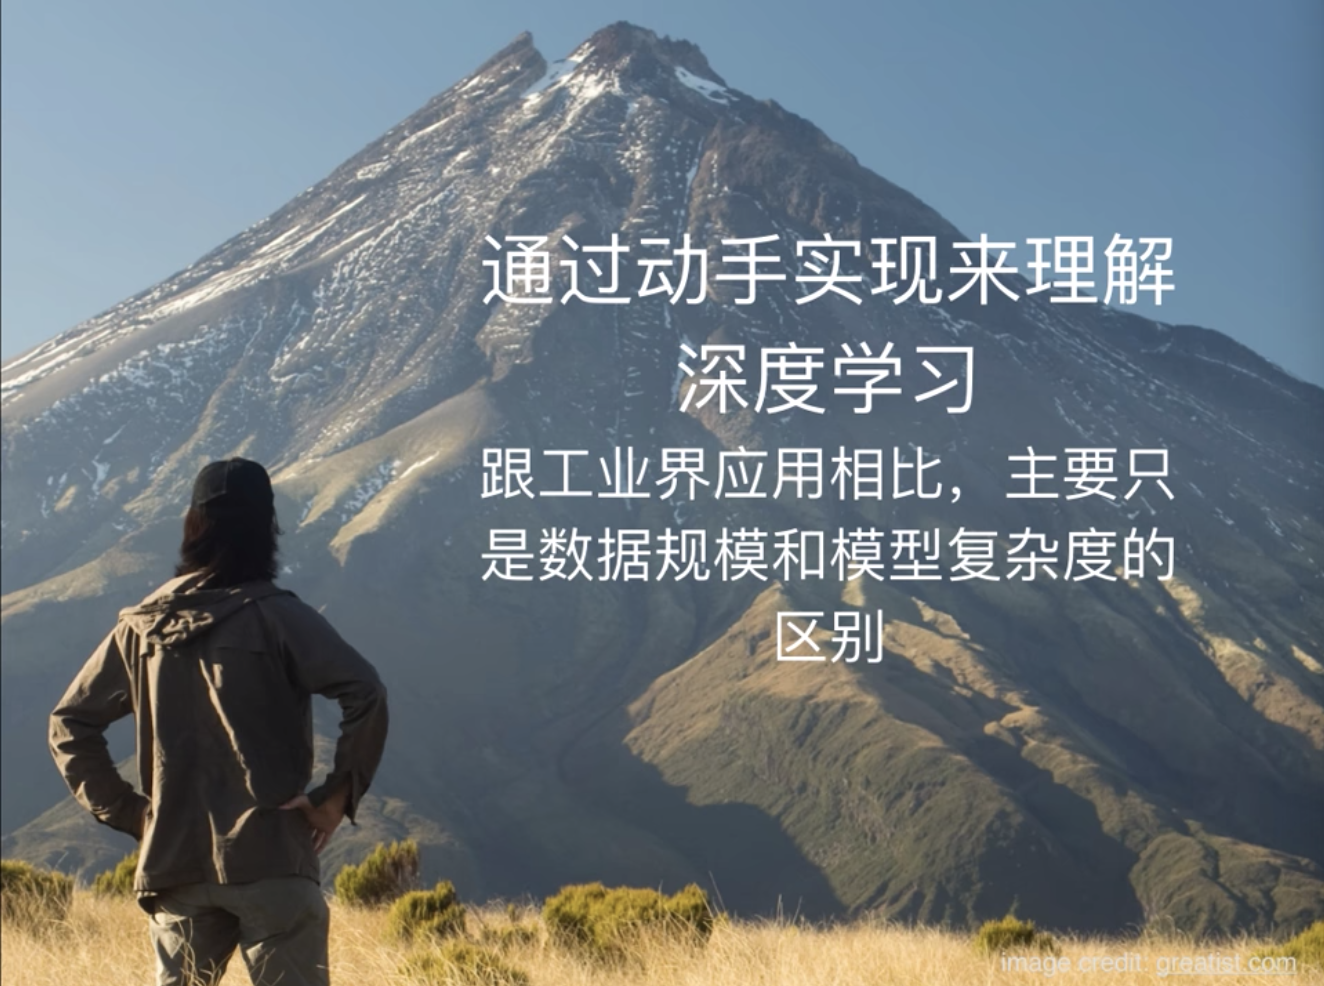 通过动手实现来理解
深度学习
跟工业界应用相比，主要只
是数据规模和模型复杂度的
区别
image credit: greatist.com